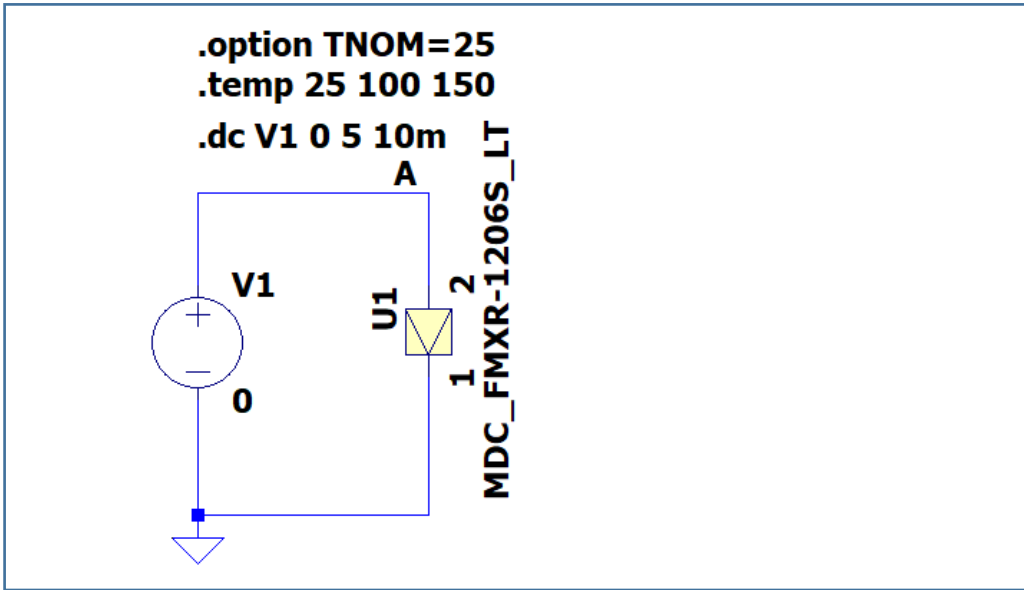 .option TNOM=25
.temp 25 100 150
.dc V1 0 5 10m
A
V1
0
U1
2
1
MDC_FMXR-1206S_LT